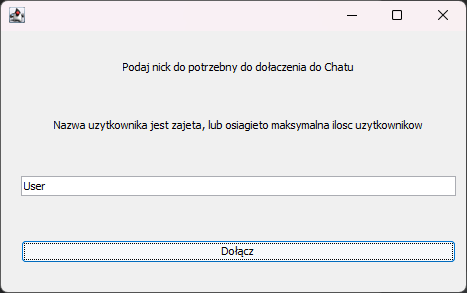 Podaj nick do potrzebny do dołaczenia do Chatu
Nazwa uzytkownika jest zajeta, lub osiagieto maksymalna ilosc uzytkownikow
User
Dołącz